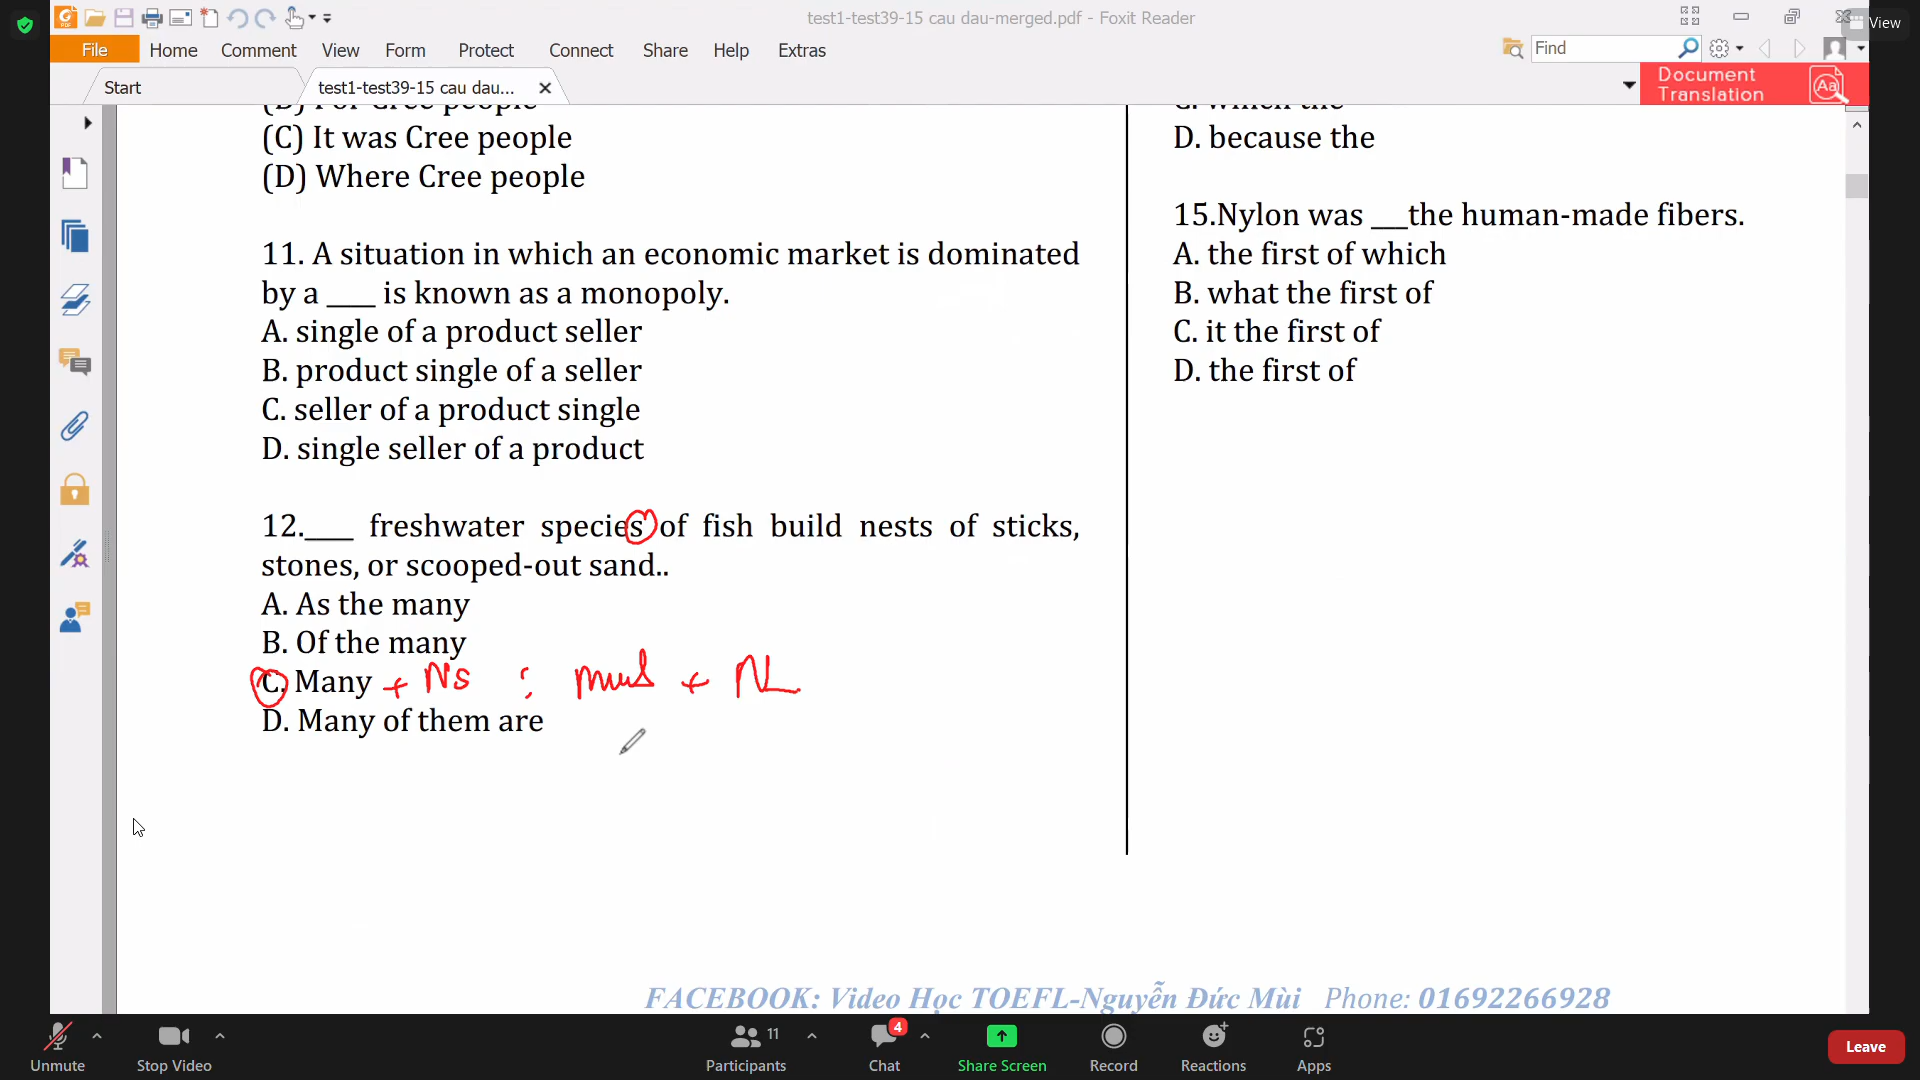 test1-test39-15 cau dau-merged.pdf - Foxit Reader
View
File
Home
Comment
View
Form
Protect
Connect
Share
Help
Extras
Find
Start
test1-test39-15 cau dau...
Document
Translation
(B) For Cree people
(C) It was Cree people
(D) Where Cree people
11. A situation in which an economic market is dominated
by a ____ is known as a monopoly.
A. single of a product seller
B. product single of a seller
C. seller of a product single
D. single seller of a product
12.____ freshwater species of fish build nests of sticks,
stones, or scooped-out sand..
A. As the many
B. Of the many
C. Many + Ns :
D. Many of them are
C. which the
D. because the
15.Nylon was ___the human-made fibers.
A. the first of which
B. what the first of
C. it the first of
D. the first of
FACEBOOK: Video Học TOEFL-Nguyễn Đức Mùi Phone: 01692266928
Unmute
Stop Video
11
Participants
4
Chat
Share Screen
Record
Reactions
Apps
Leave